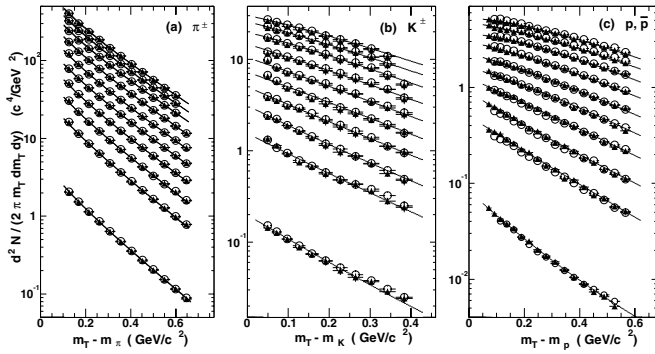 (a) π ±
(b) K ±
(c) p, p̅
d² N / (2 π m_T dm_T dy) (c⁴/GeV²)
10²
10
1
10⁻¹
10
1
10⁻¹
1
10⁻¹
10⁻²
0 0.2 0.4 0.6
0 0.1 0.2 0.3 0.4
0 0.2 0.4 0.6
m_T - m_π (GeV/c²)
m_T - m_K (GeV/c²)
m_T - m_p (GeV/c²)